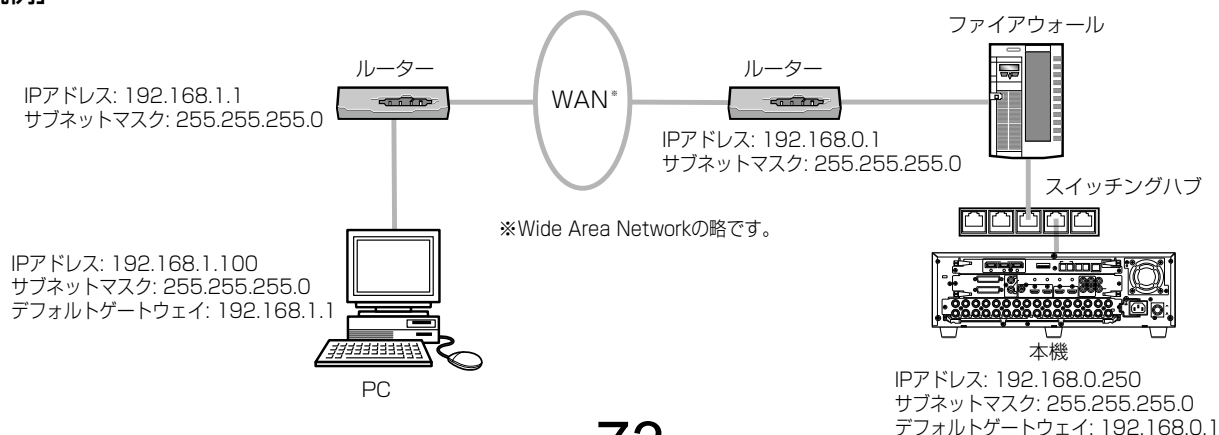 ファイアウォール
ルーター
IPアドレス: 192.168.1.1
サブネットマスク: 255.255.255.0
WAN※
ルーター
IPアドレス: 192.168.0.1
サブネットマスク: 255.255.255.0
スイッチングハブ
※Wide Area Networkの略です。
IPアドレス: 192.168.1.100
サブネットマスク: 255.255.255.0
デフォルトゲートウェイ: 192.168.1.1
PC
本機
IPアドレス: 192.168.0.250
サブネットマスク: 255.255.255.0
デフォルトゲートウェイ: 192.168.0.1